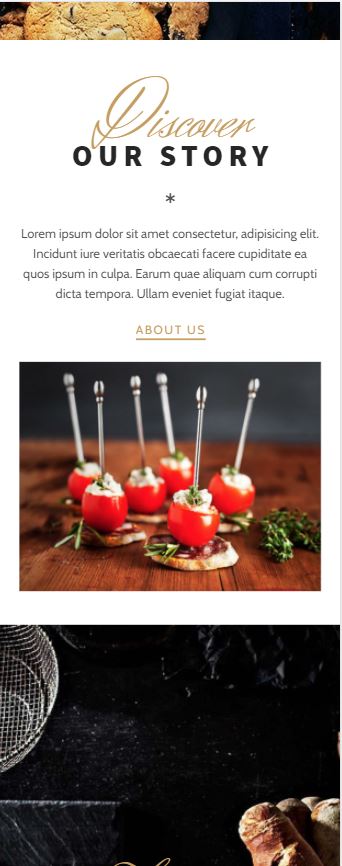 Discover
OUR STORY
*
Lorem ipsum dolor sit amet consectetur, adipisicing elit.
Incidunt iure veritatis obcaecati facere cupiditate ea
quos ipsum in culpa. Earum quae aliquam cum corrupti
dicta tempora. Ullam eveniet fugiat itaque.
ABOUT US